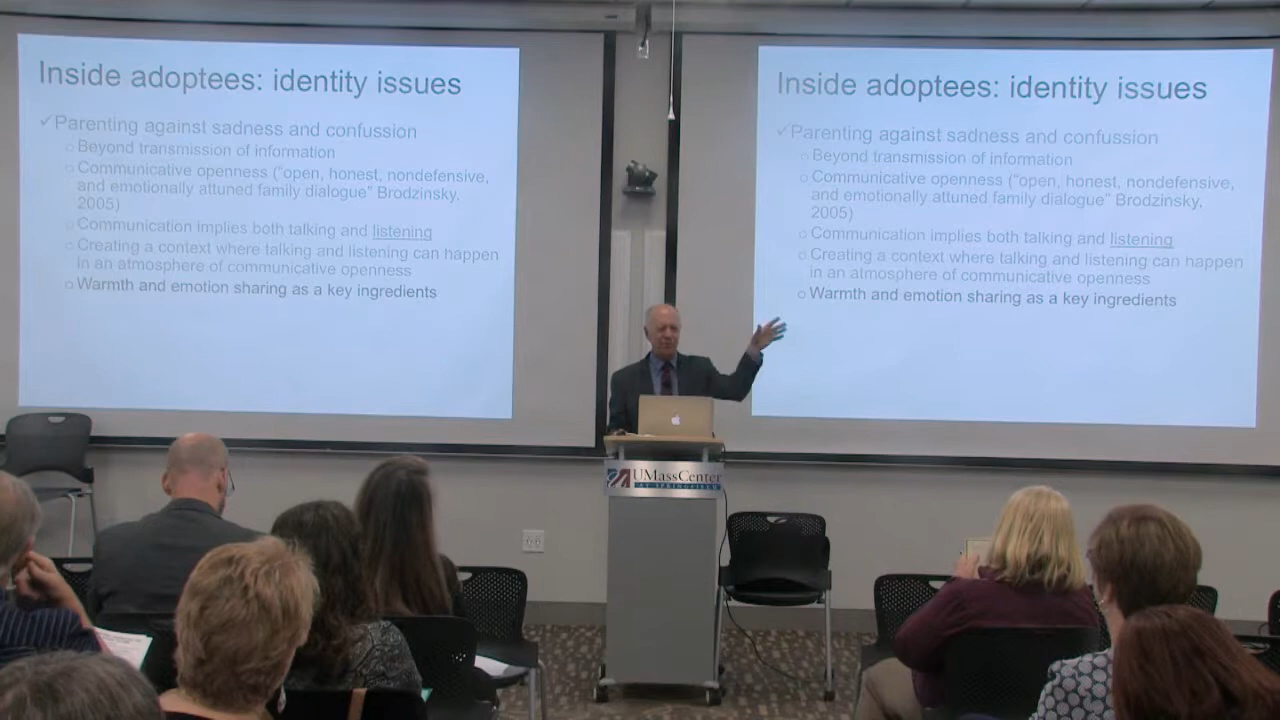 Inside adoptees: identity issues
✓Parenting against sadness and confussion
o Beyond transmission of information
o Communicative openness ("open, honest, nondefensive,
and emotionally attuned family dialogue" Brodzinsky,
2005)
o Communication implies both talking and listening
o Creating a context where talking and listening can happen
in an atmosphere of communicative openness
o Warmth and emotion sharing as a key ingredients
Inside adoptees: identity issues
✓Parenting against sadness and confussion
o Beyond transmission of information
o Communicative openness ("open, honest, nondefensive,
and emotionally attuned family dialogue" Brodzinsky,
2005)
o Communication implies both talking and listening
o Creating a context where talking and listening can happen
in an atmosphere of communicative openness
o Warmth and emotion sharing as a key ingredients
UMassCenter
AT SPRINGFIELD